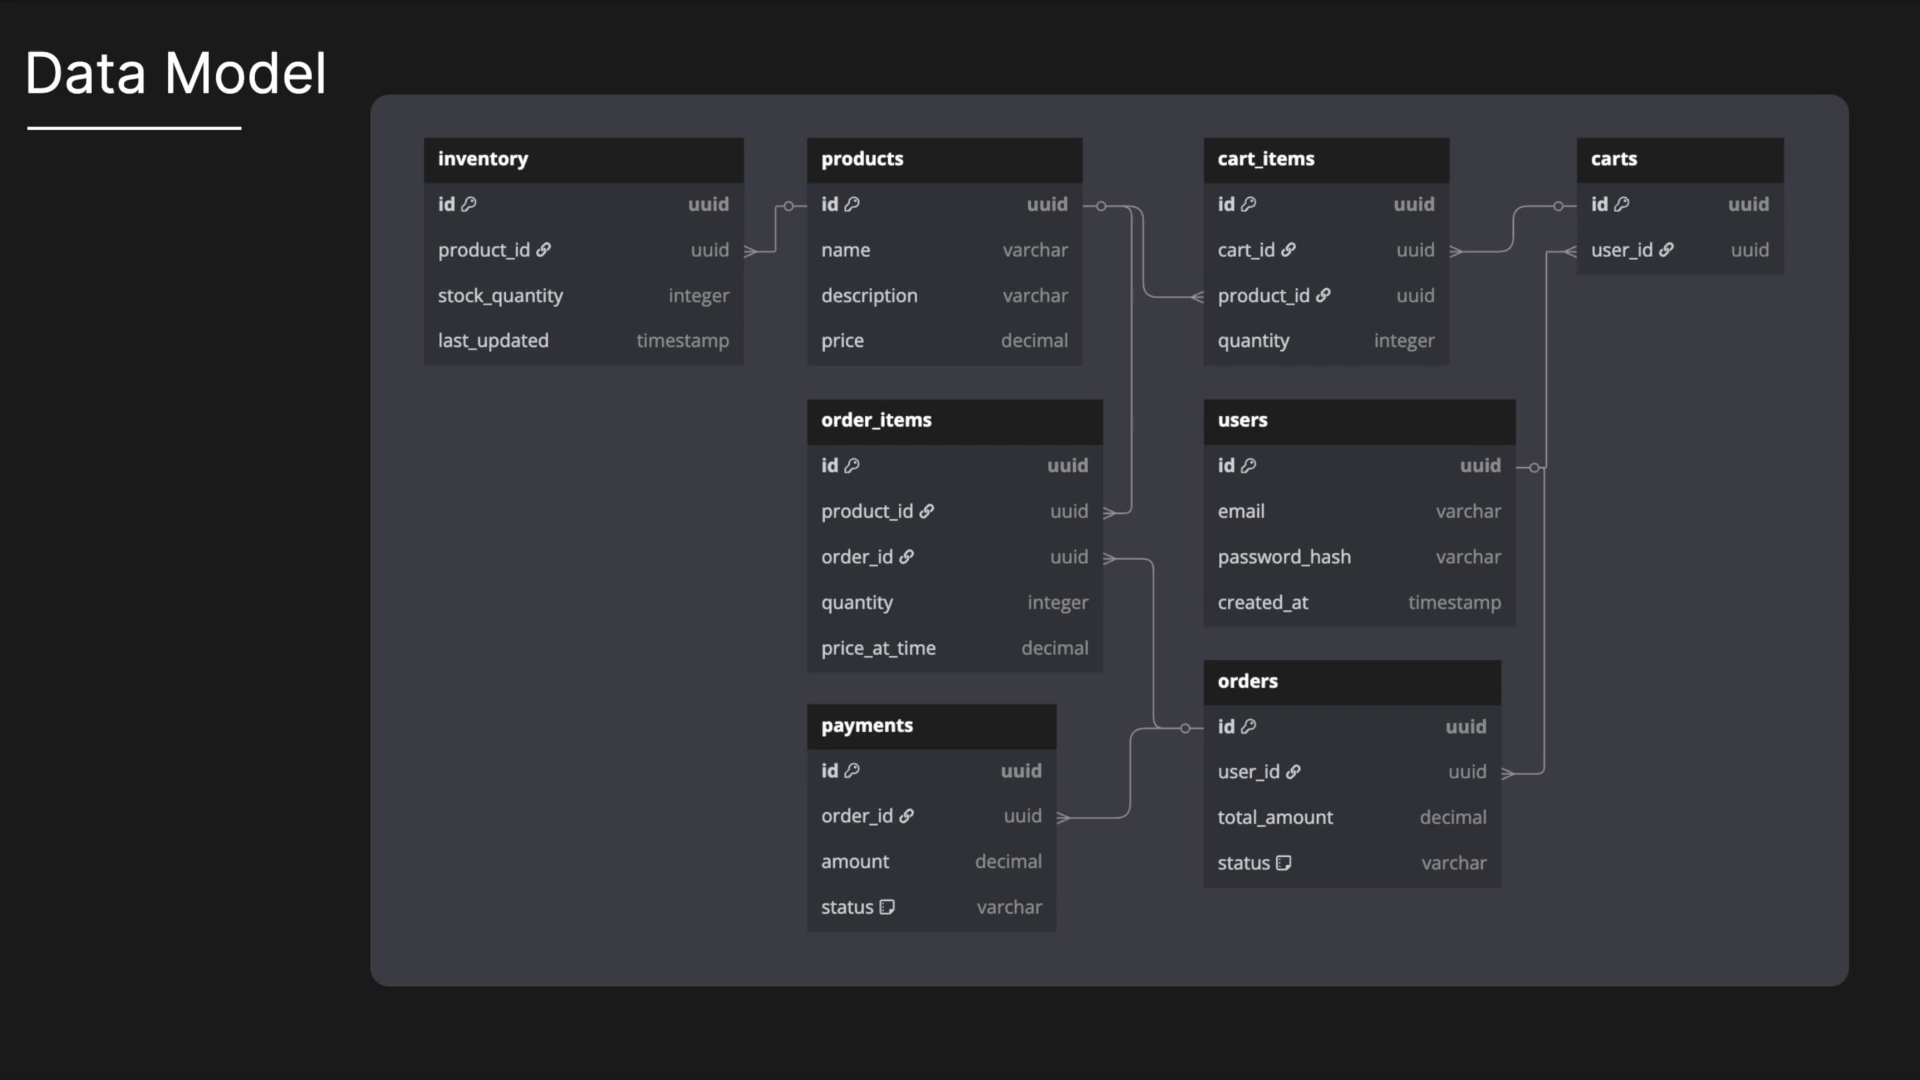 Data Model
inventory
id uuid
product_id uuid
stock_quantity integer
last_updated timestamp
products
id uuid
name varchar
description varchar
price decimal
cart_items
id uuid
cart_id uuid
product_id uuid
quantity integer
carts
id uuid
user_id uuid
order_items
id uuid
product_id uuid
order_id uuid
quantity integer
price_at_time decimal
users
id uuid
email varchar
password_hash varchar
created_at timestamp
payments
id uuid
order_id uuid
amount decimal
status varchar
orders
id uuid
user_id uuid
total_amount decimal
status varchar